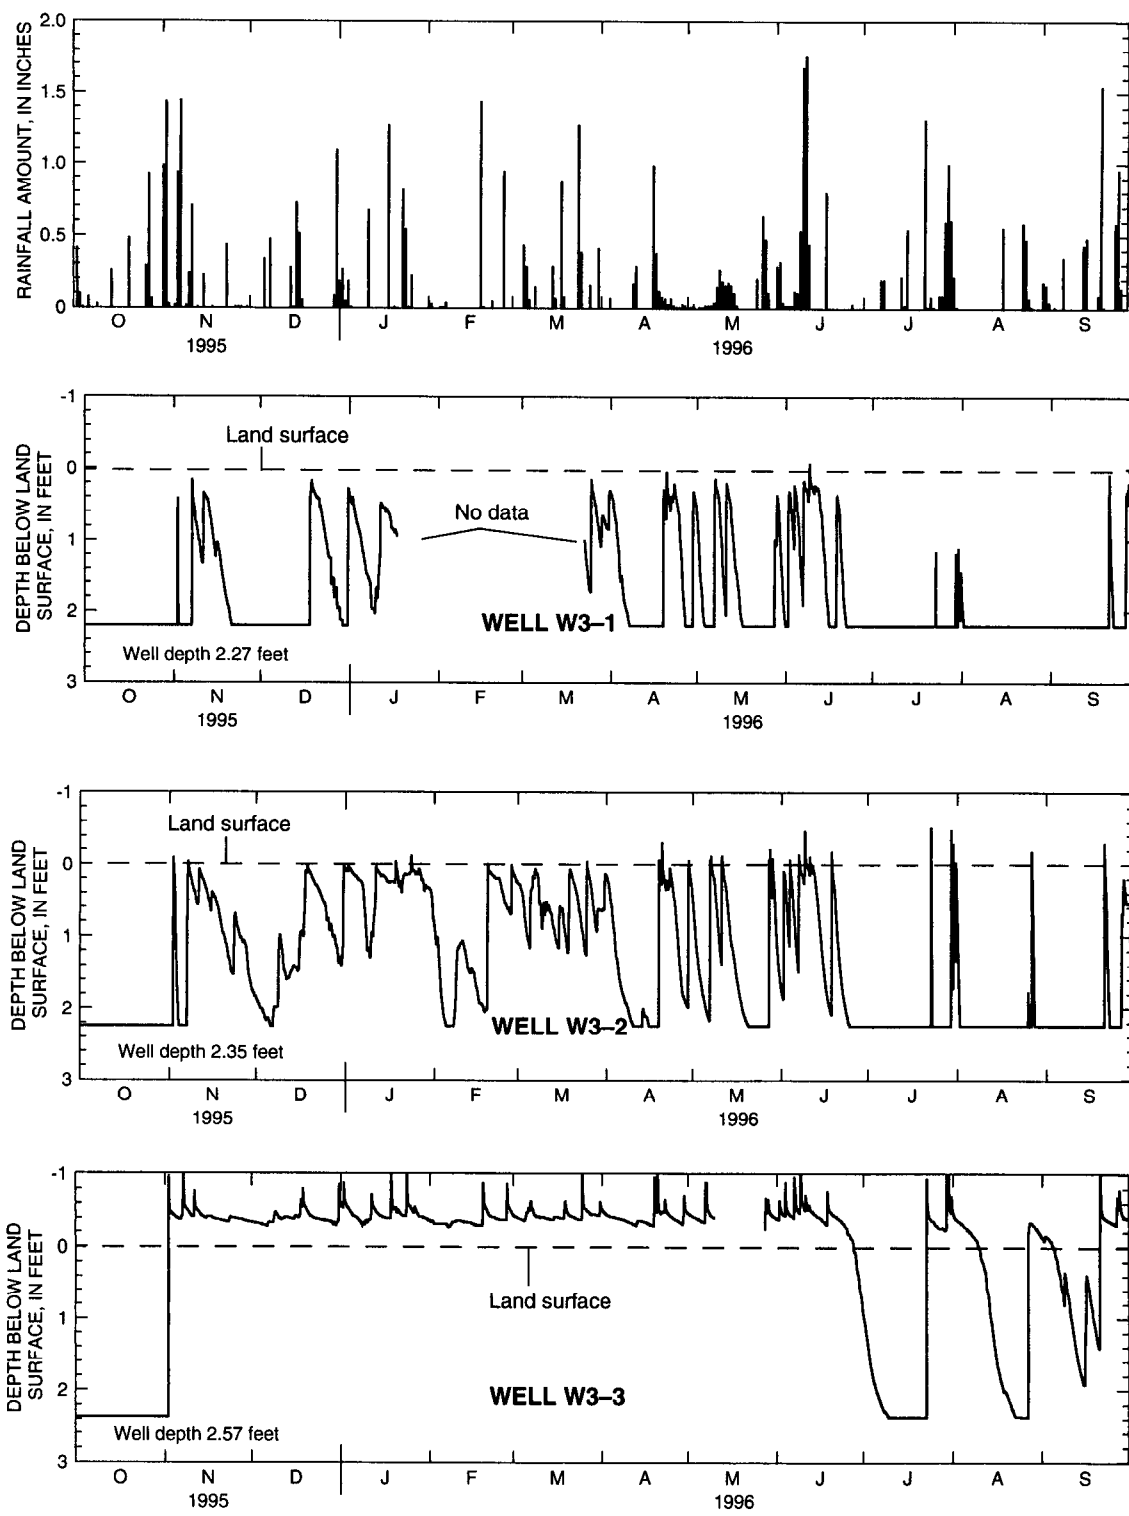 RAINFALL AMOUNT, IN INCHES
2.0
1.5
1.0
0.5
0
O N D J F M A M J J A S
1995 1996
DEPTH BELOW LAND
SURFACE, IN FEET
-1
0
1
2
3
Land surface
No data
WELL W3–1
Well depth 2.27 feet
O N D J F M A M J J A S
1995 1996
DEPTH BELOW LAND
SURFACE, IN FEET
-1
0
1
2
3
Land surface
WELL W3–2
Well depth 2.35 feet
O N D J F M A M J J A S
1995 1996
DEPTH BELOW LAND
SURFACE, IN FEET
-1
0
1
2
3
Land surface
WELL W3–3
Well depth 2.57 feet
O N D J F M A M J J A S
1995 1996